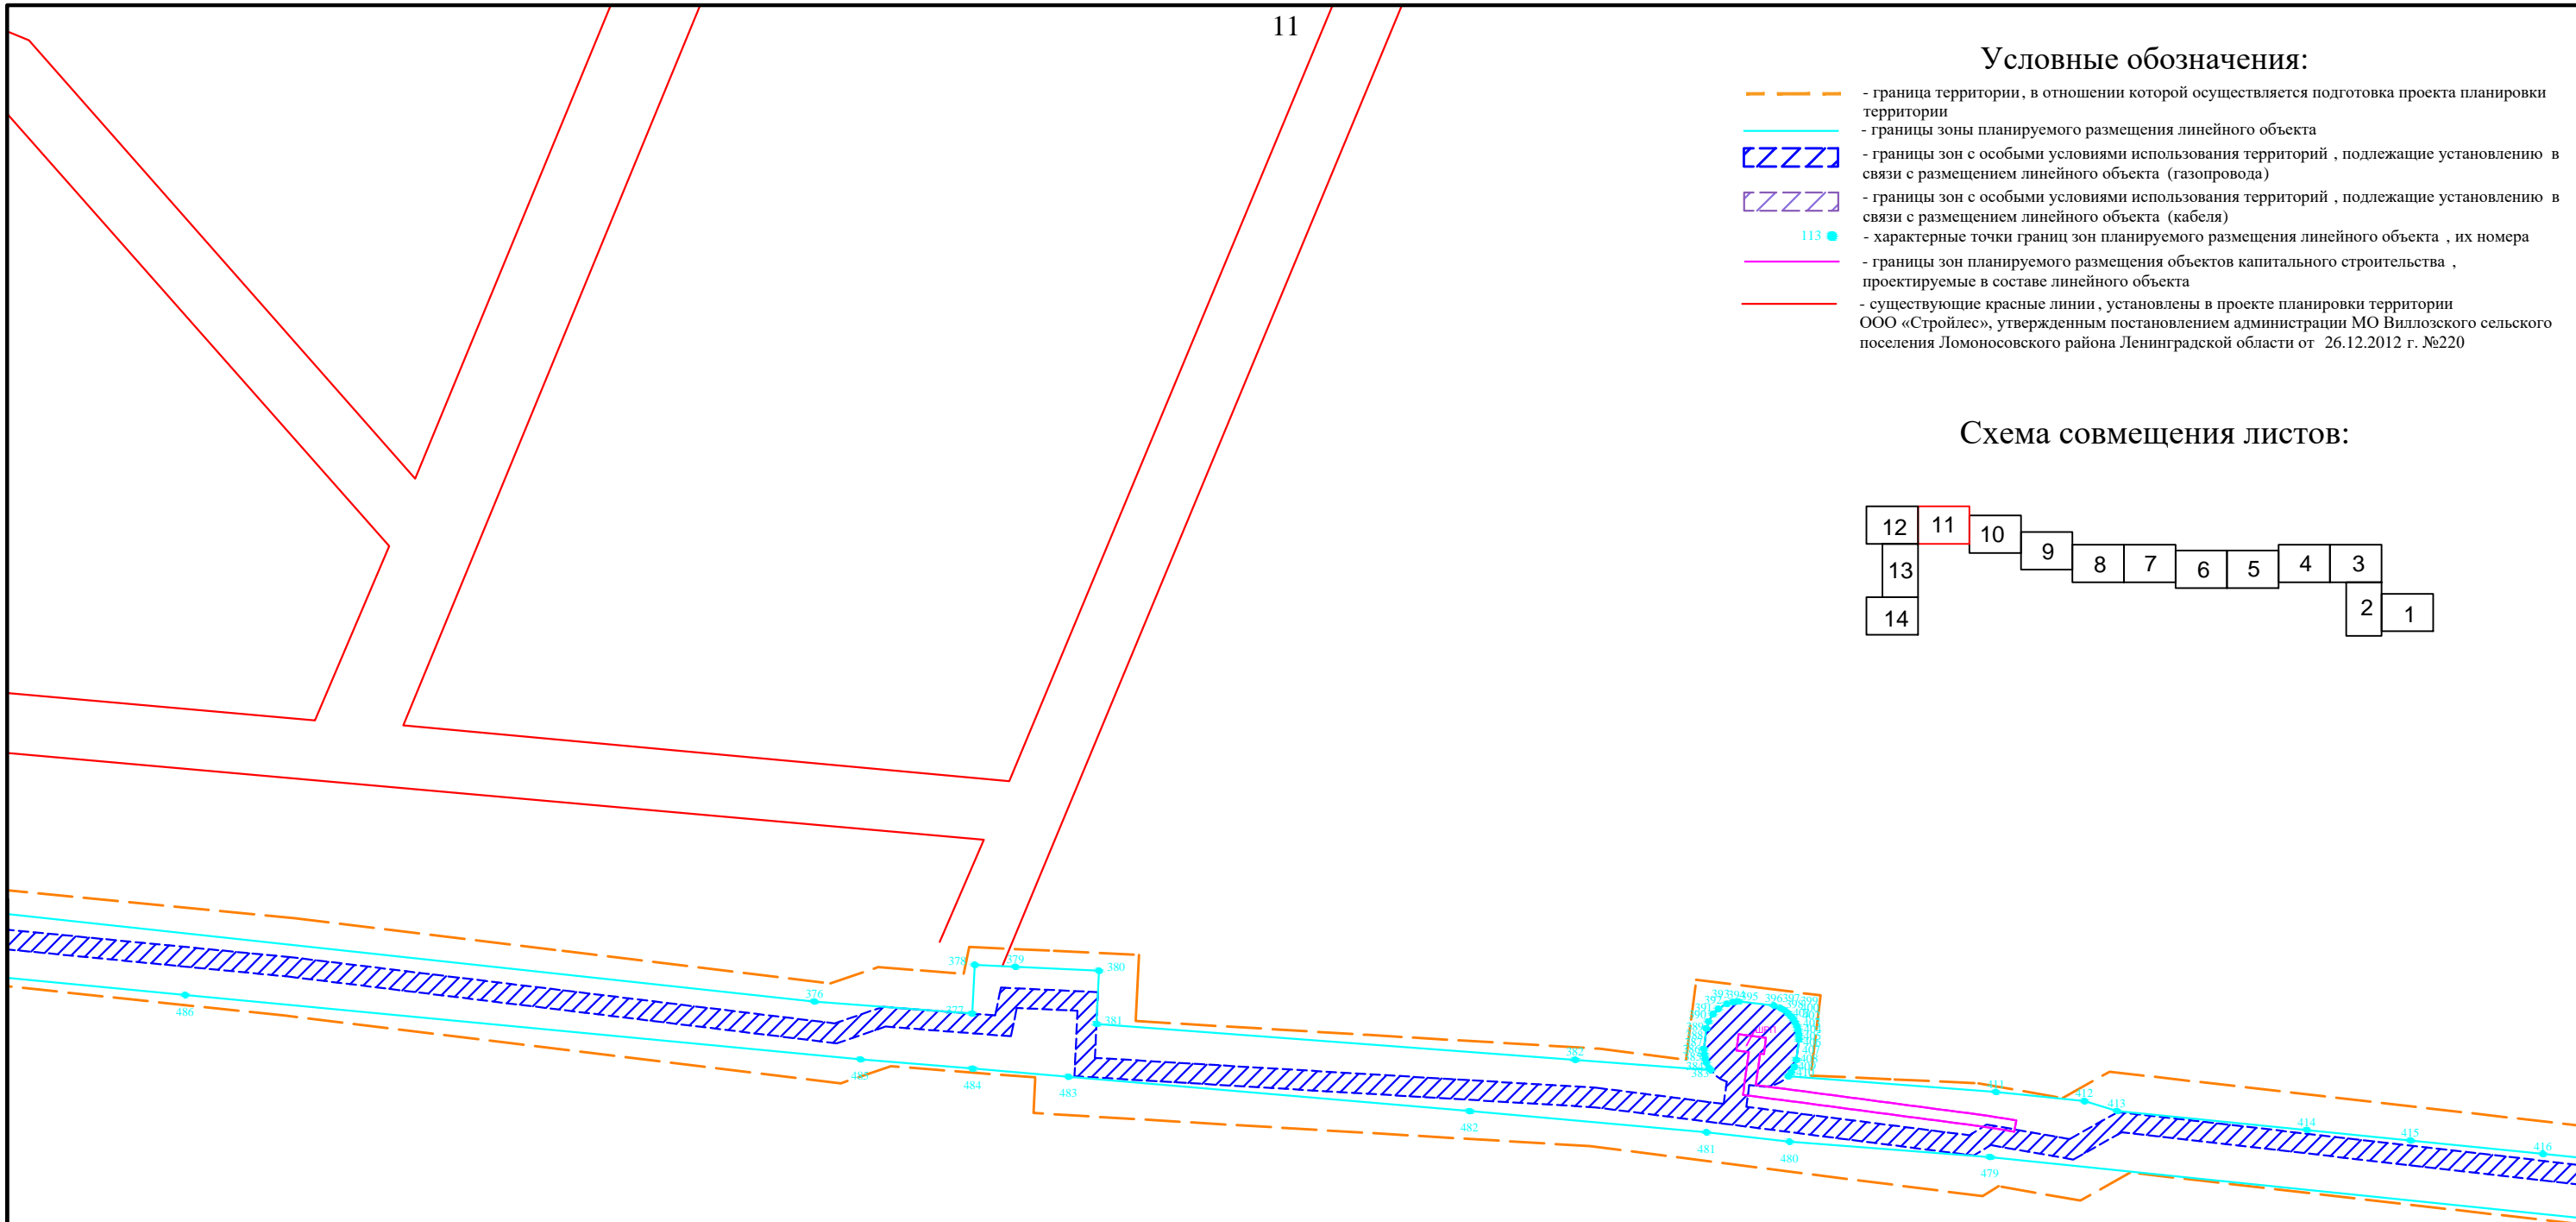 11
Условные обозначения:
- граница территории, в отношении которой осуществляется подготовка проекта планировки
территории
- границы зоны планируемого размещения линейного объекта
- границы зон с особыми условиями использования территорий , подлежащие установлению в
связи с размещением линейного объекта (газопровода)
- границы зон с особыми условиями использования территорий , подлежащие установлению в
связи с размещением линейного объекта (кабеля)
113
- характерные точки границ зон планируемого размещения линейного объекта , их номера
- границы зон планируемого размещения объектов капитального строительства ,
проектируемые в составе линейного объекта
- существующие красные линии, установлены в проекте планировки территории
ООО «Стройлес», утвержденным постановлением администрации МО Виллозского сельского
поселения Ломоносовского района Ленинградской области от 26.12.2012 г. №220
Схема совмещения листов:
12
11
10
9
8
7
6
5
4
3
13
14
2
1
378
379
380
376
377
381
486
485
484
483
382
383
482
481
480
479
395
396
411
412
413
414
415
416